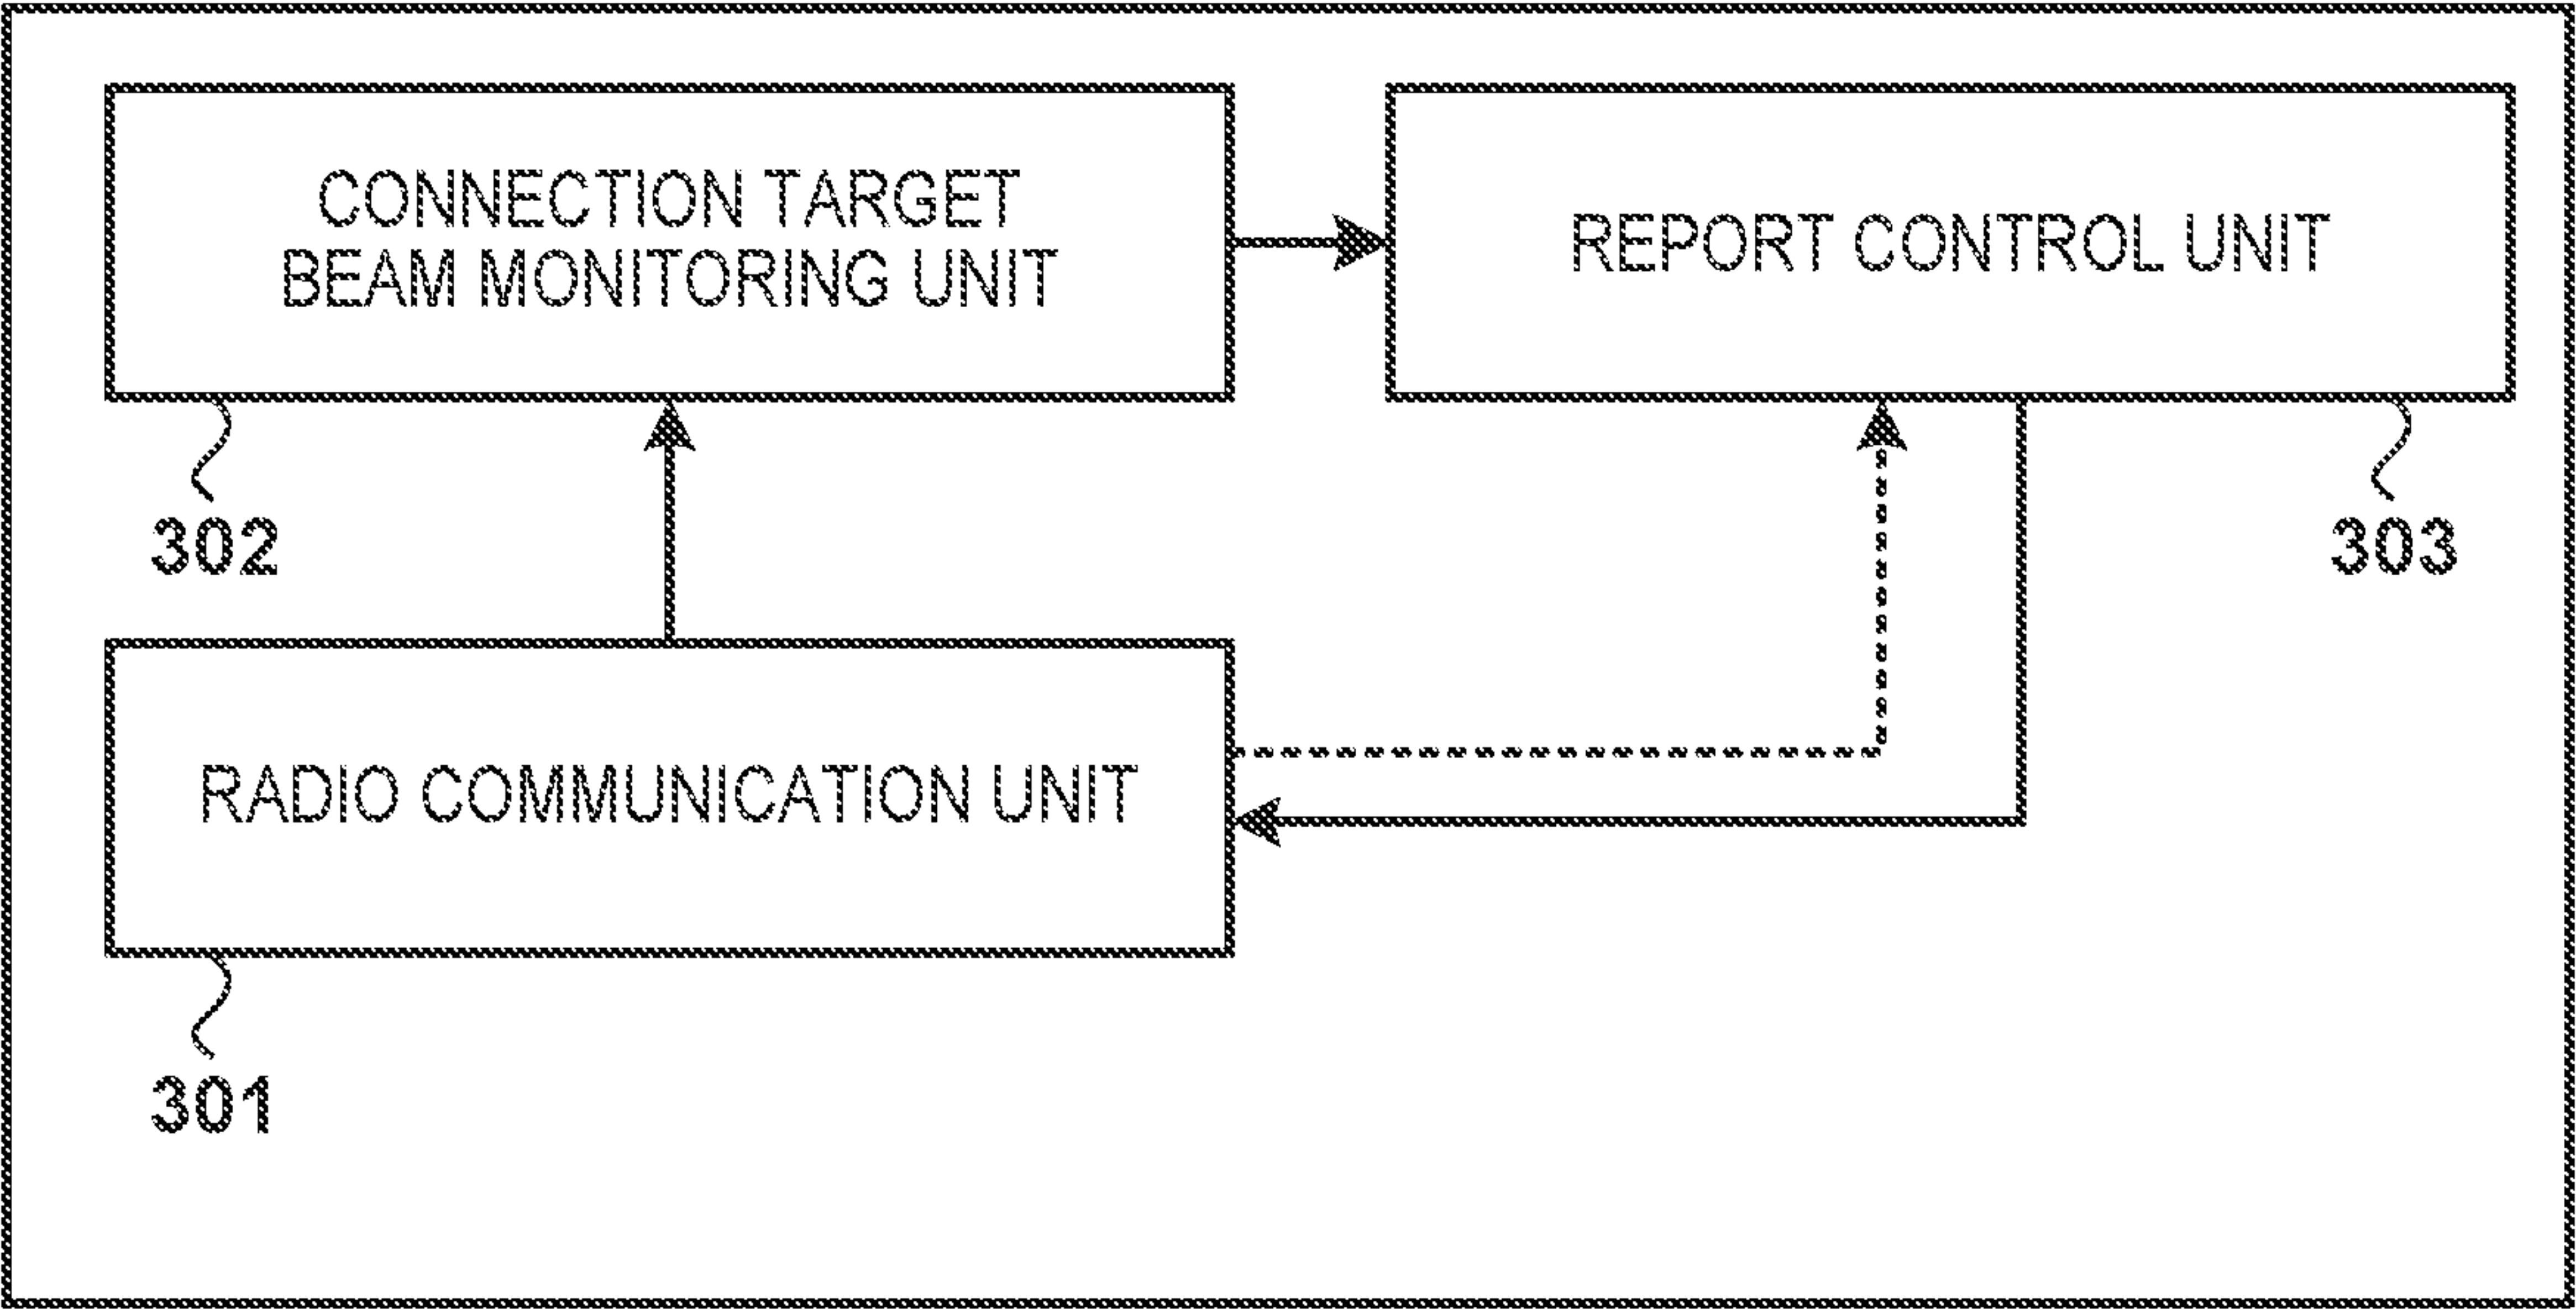 CONNECTION TARGET
BEAM MONITORING UNIT
REPORT CONTROL UNIT
302
303
RADIO COMMUNICATION UNIT
301